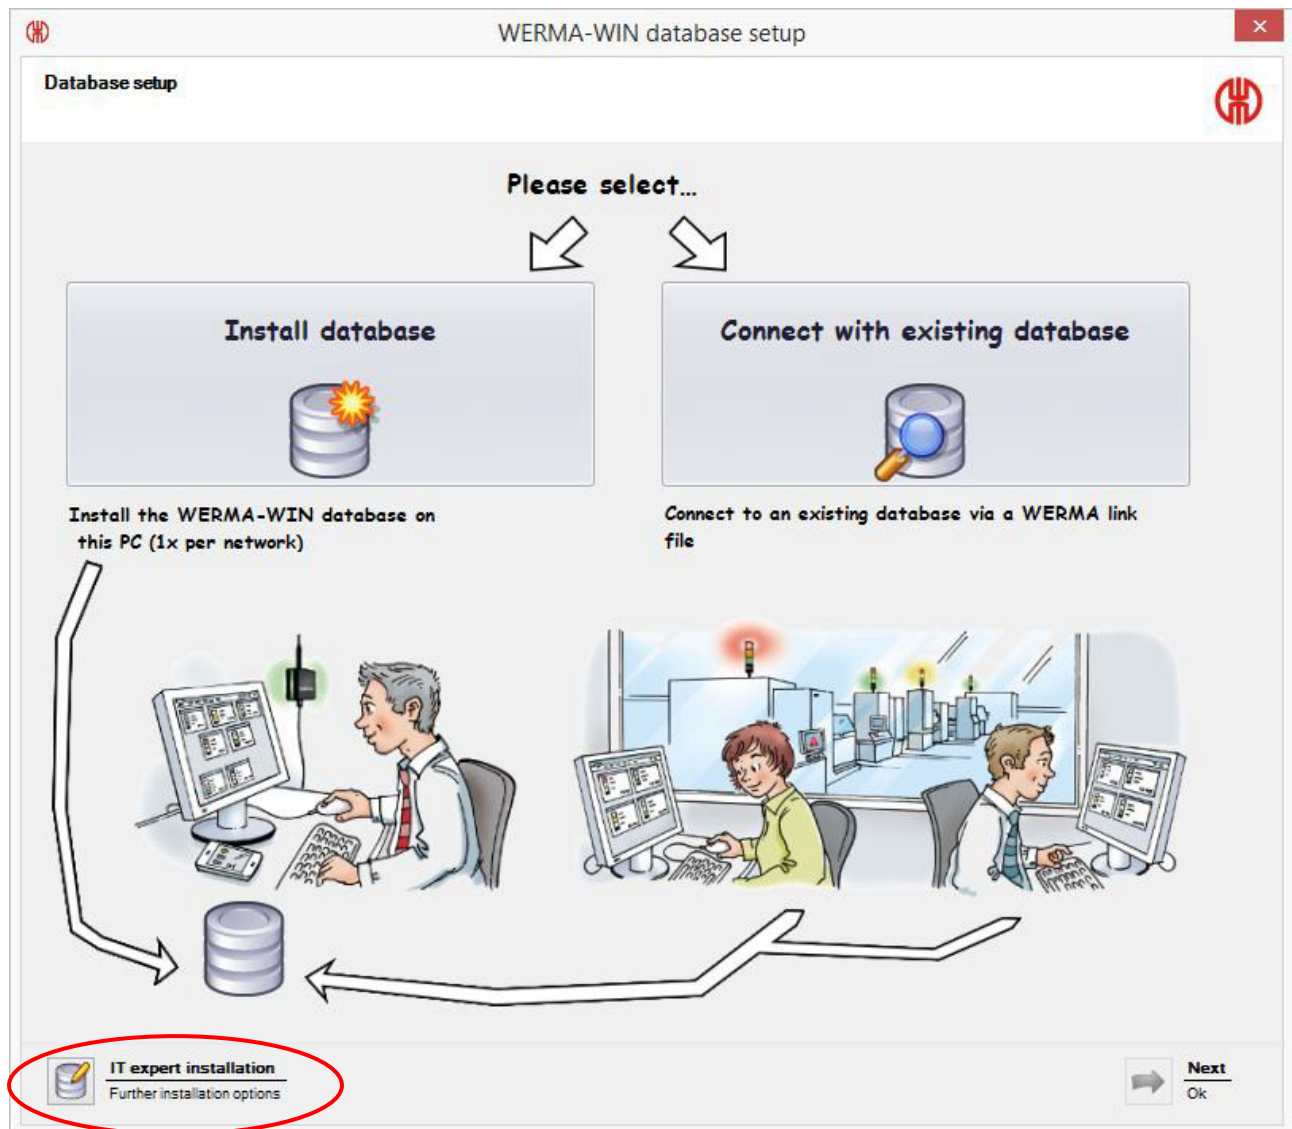 WERMA-WIN database setup
Database setup
Please select...
Install database
Connect with existing database
Install the WERMA-WIN database on
this PC (1x per network)
Connect to an existing database via a WERMA link
file
IT expert installation
Further installation options
Next
Ok